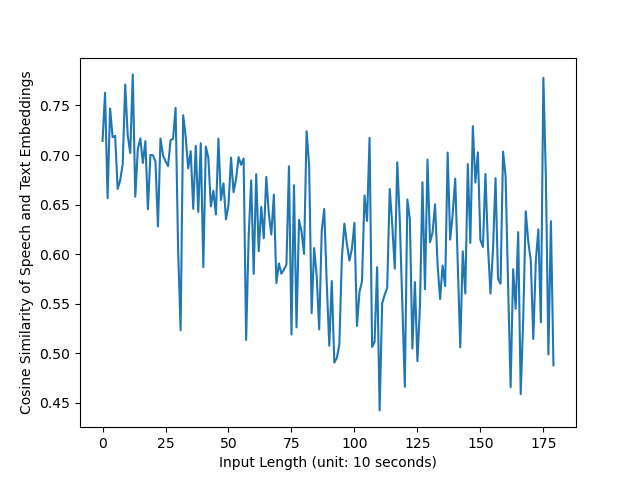 Cosine Similarity of Speech and Text Embeddings
0.75
0.70
0.65
0.60
0.55
0.50
0.45
0 25 50 75 100 125 150 175
Input Length (unit: 10 seconds)